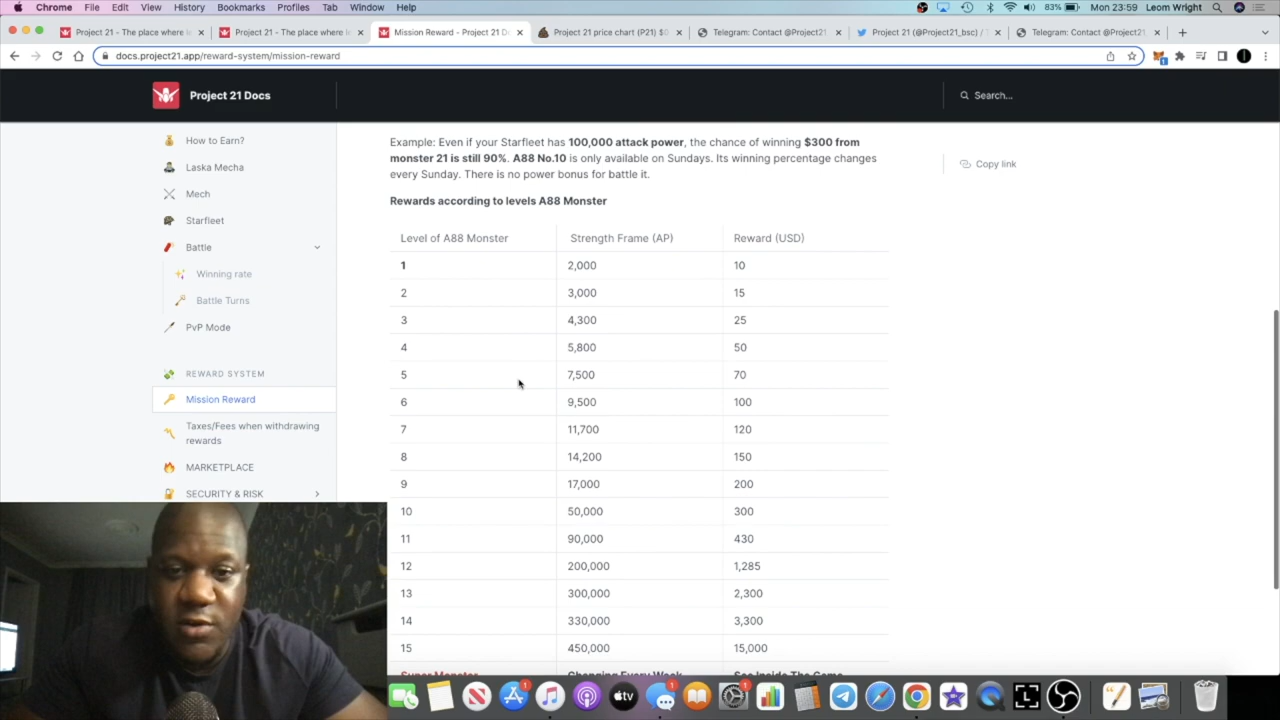 Chrome File Edit View History Bookmarks Profiles Tab Window Help 83% Mon 23:59 Leom Wright
Project 21 - The place where Project 21 - The place where Mission Reward - Project 21 D Project 21 price chart (P21) $0 Telegram: Contact @Project21 Project 21 (@Project21_bsc) / T Telegram: Contact @Project21
docs.project21.app/reward-system/mission-reward
Project 21 Docs
Search...
How to Earn?
Laska Mecha
Mech
Starfleet
Battle
Winning rate
Battle Turns
PvP Mode
REWARD SYSTEM
Mission Reward
Taxes/Fees when withdrawing
rewards
MARKETPLACE
SECURITY & RISK
Example: Even if your Starfleet has 100,000 attack power, the chance of winning $300 from
monster 21 is still 90%. A88 No.10 is only available on Sundays. Its winning percentage changes
every Sunday. There is no power bonus for battle it.
Copy link
Rewards according to levels A88 Monster
Level of A88 Monster Strength Frame (AP) Reward (USD)
1 2,000 10
2 3,000 15
3 4,300 25
4 5,800 50
5 7,500 70
6 9,500 100
7 11,700 120
8 14,200 150
9 17,000 200
10 50,000 300
11 90,000 430
12 200,000 1,285
13 300,000 2,300
14 330,000 3,300
15 450,000 15,000
Super Monster Changing Every Week See Inside The Game